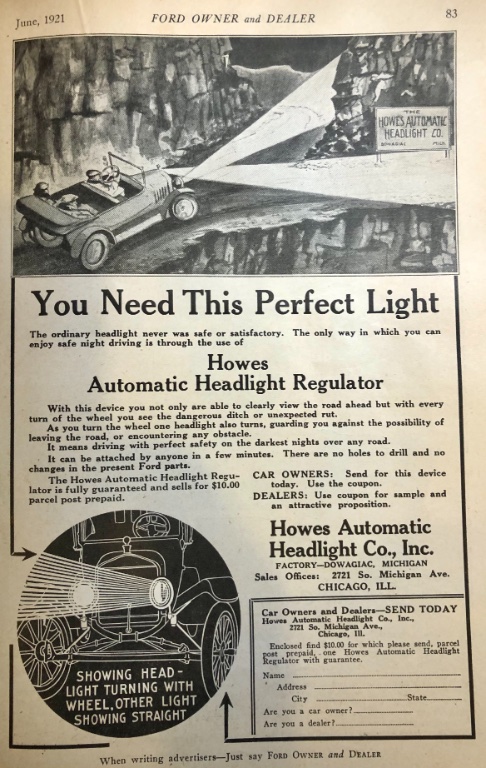 June, 1921
FORD OWNER and DEALER
83
THE
HOWES AUTOMATIC
HEADLIGHT CO.
DOWAGIAC MICH.
You Need This Perfect Light
The ordinary headlight never was safe or satisfactory. The only way in which you can
enjoy safe night driving is through the use of
Howes
Automatic Headlight Regulator
With this device you not only are able to clearly view the road ahead but with every
turn of the wheel you see the dangerous ditch or unexpected rut.
As you turn the wheel one headlight also turns, guarding you against the possibility of
leaving the road, or encountering any obstacle.
It means driving with perfect safety on the darkest nights over any road.
It can be attached by anyone in a few minutes. There are no holes to drill and no
changes in the present Ford parts.
The Howes Automatic Headlight Regu-
lator is fully guaranteed and sells for $10.00
parcel post prepaid.
CAR OWNERS: Send for this device
today. Use the coupon.
DEALERS: Use coupon for sample and
an attractive proposition.
Howes Automatic
Headlight Co., Inc.
FACTORY—DOWAGIAC, MICHIGAN
Sales Offices: 2721 So. Michigan Ave.
CHICAGO, ILL.
SHOWING HEAD-
LIGHT TURNING WITH
WHEEL, OTHER LIGHT
SHOWING STRAIGHT
Car Owners and Dealers—SEND TODAY
Howes Automatic Headlight Co., Inc.,
2721 So. Michigan Ave.,
Chicago, Ill.
Enclosed find $10.00 for which please send, parcel
post prepaid, one Howes Automatic Headlight
Regulator with guarantee.
Name
Address
City State
Are you a car owner?
Are you a dealer?
When writing advertisers—Just say FORD OWNER and DEALER